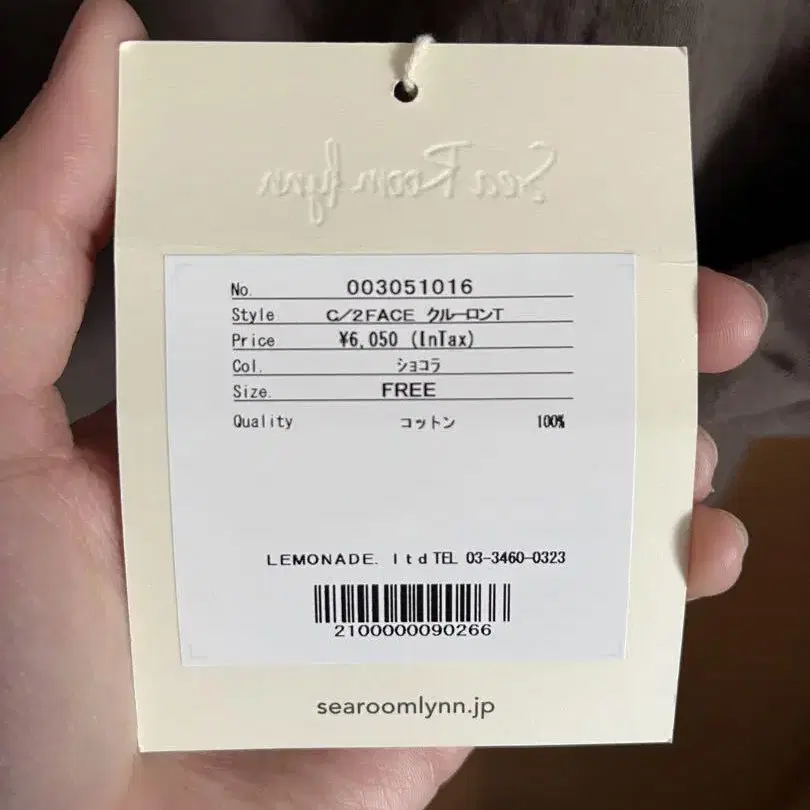 Sea Room lynn
No. 003051016
Style C/2FACE クルーロンT
Price ¥6,050 (InTax)
Col. ショコラ
Size. FREE
Quality コットン 100%
LEMONADE. ltd TEL 03-3460-0323
2100000090266
searoomlynn.jp